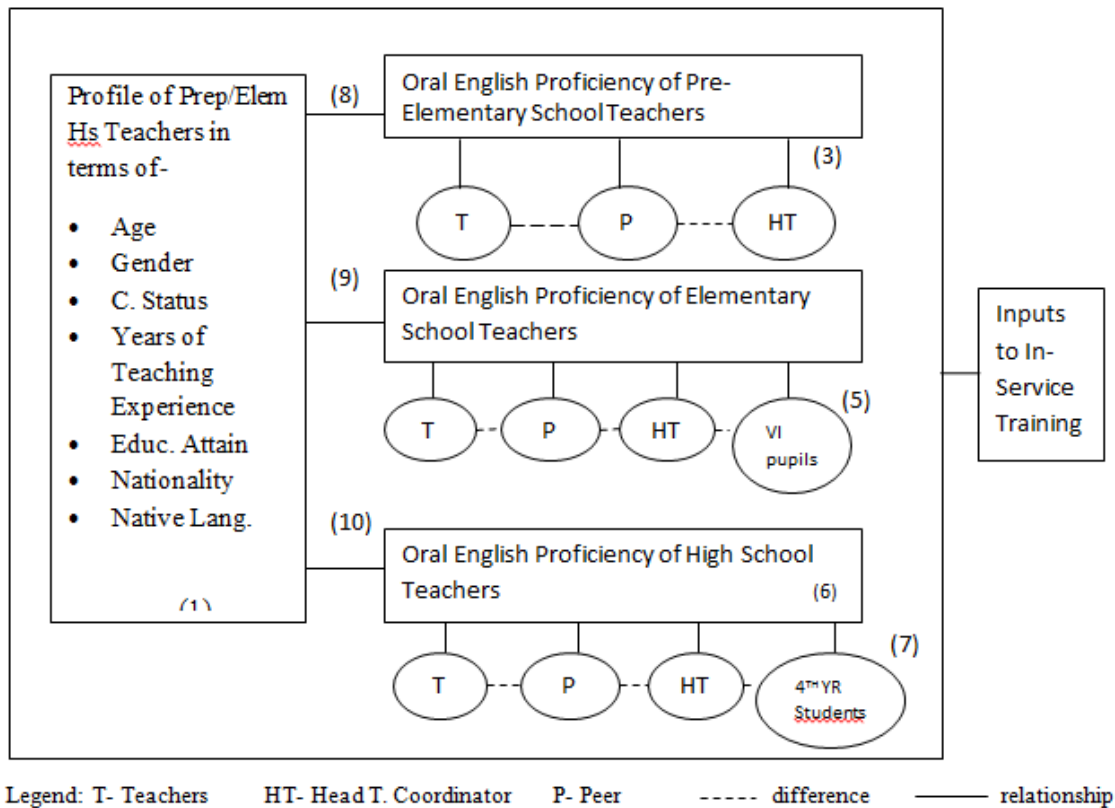 Profile of Prep/Elem
Hs Teachers in
terms of-
• Age
• Gender
• C. Status
• Years of
Teaching
Experience
• Educ. Attain
• Nationality
• Native Lang.
(1)
(8)
Oral English Proficiency of Pre-
Elementary School Teachers
(3)
T
P
HT
(9)
Oral English Proficiency of Elementary
School Teachers
(5)
T
P
HT
VI
pupils
(10)
Oral English Proficiency of High School
Teachers
(6)
(7)
T
P
HT
4TH YR
Students
Inputs
to In-
Service
Training
Legend: T- Teachers HT- Head T. Coordinator P- Peer ----- difference —— relationship